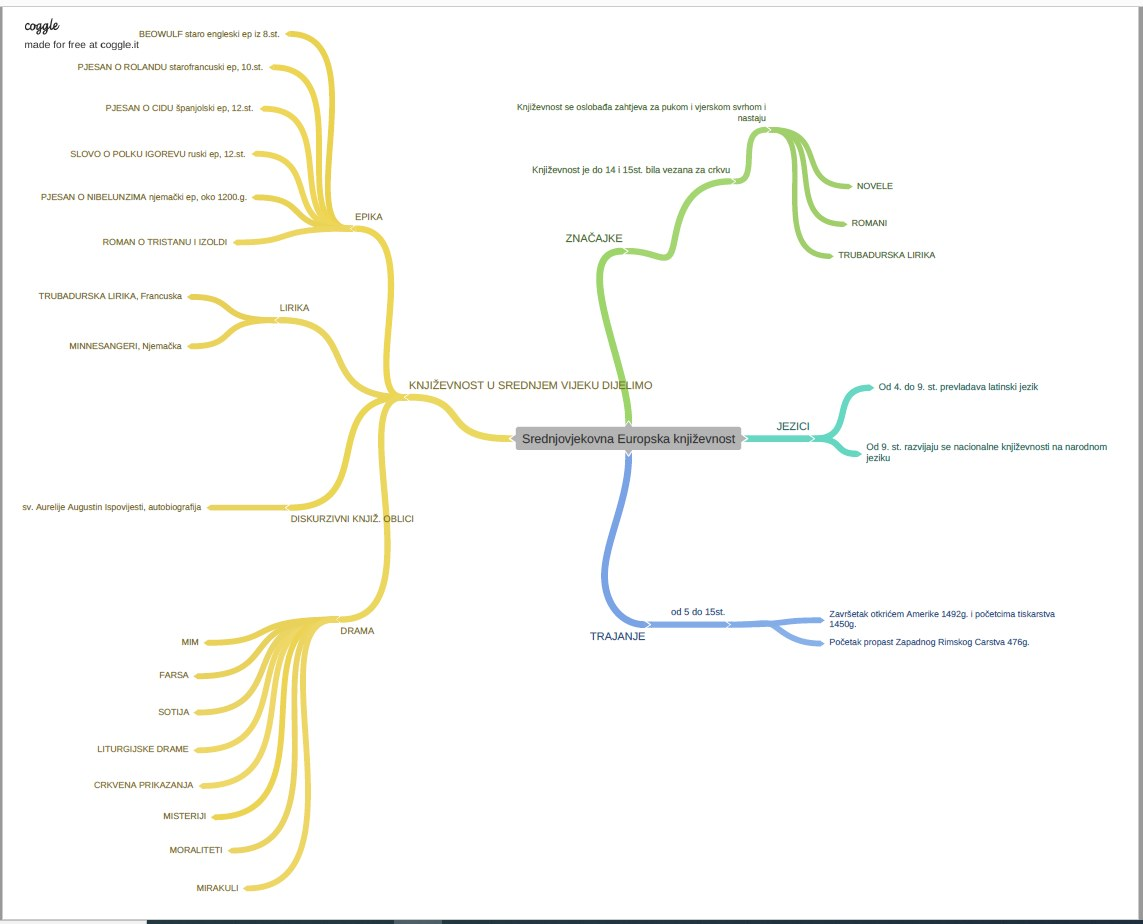 coggle
made for free at coggle.it
BEOWULF staro engleski ep iz 8.st.
PJESAN O ROLANDU starofrancuski ep, 10.st.
PJESAN O CIDU španjolski ep, 12.st.
SLOVO O POLKU IGOREVU ruski ep, 12.st.
PJESAN O NIBELUNZIMA njemački ep, oko 1200.g.
ROMAN O TRISTANU I IZOLDI
EPIKA
TRUBADURSKA LIRIKA, Francuska
MINNESANGERI, Njemačka
LIRIKA
KNJIŽEVNOST U SREDNJEM VIJEKU DIJELIMO
sv. Aurelije Augustin Ispovijesti, autobiografija
DISKURZIVNI KNJIŽ. OBLICI
DRAMA
MIM
FARSA
SOTIJA
LITURGIJSKE DRAME
CRKVENA PRIKAZANJA
MISTERIJI
MORALITETI
MIRAKULI
Srednjovjekovna Europska književnost
Književnost se oslobađa zahtjeva za pukom i vjerskom svrhom i
nastaju
Književnost je do 14 i 15st. bila vezana za crkvu
ZNAČAJKE
NOVELE
ROMANI
TRUBADURSKA LIRIKA
JEZICI
Od 4. do 9. st. prevladava latinski jezik
Od 9. st. razvijaju se nacionalne književnosti na narodnom
jeziku
TRAJANJE
od 5 do 15st.
Završetak otkrićem Amerike 1492g. i početcima tiskarstva
1450g.
Početak propast Zapadnog Rimskog Carstva 476g.